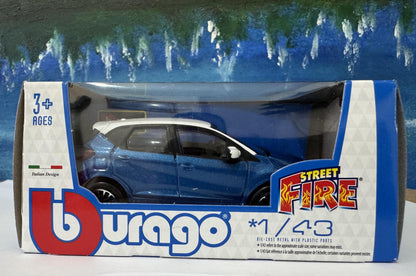 3+
AGES
Italian Design
STREET
FIRE
burago
*1/43
DIE-CAST METAL WITH PLASTIC PARTS